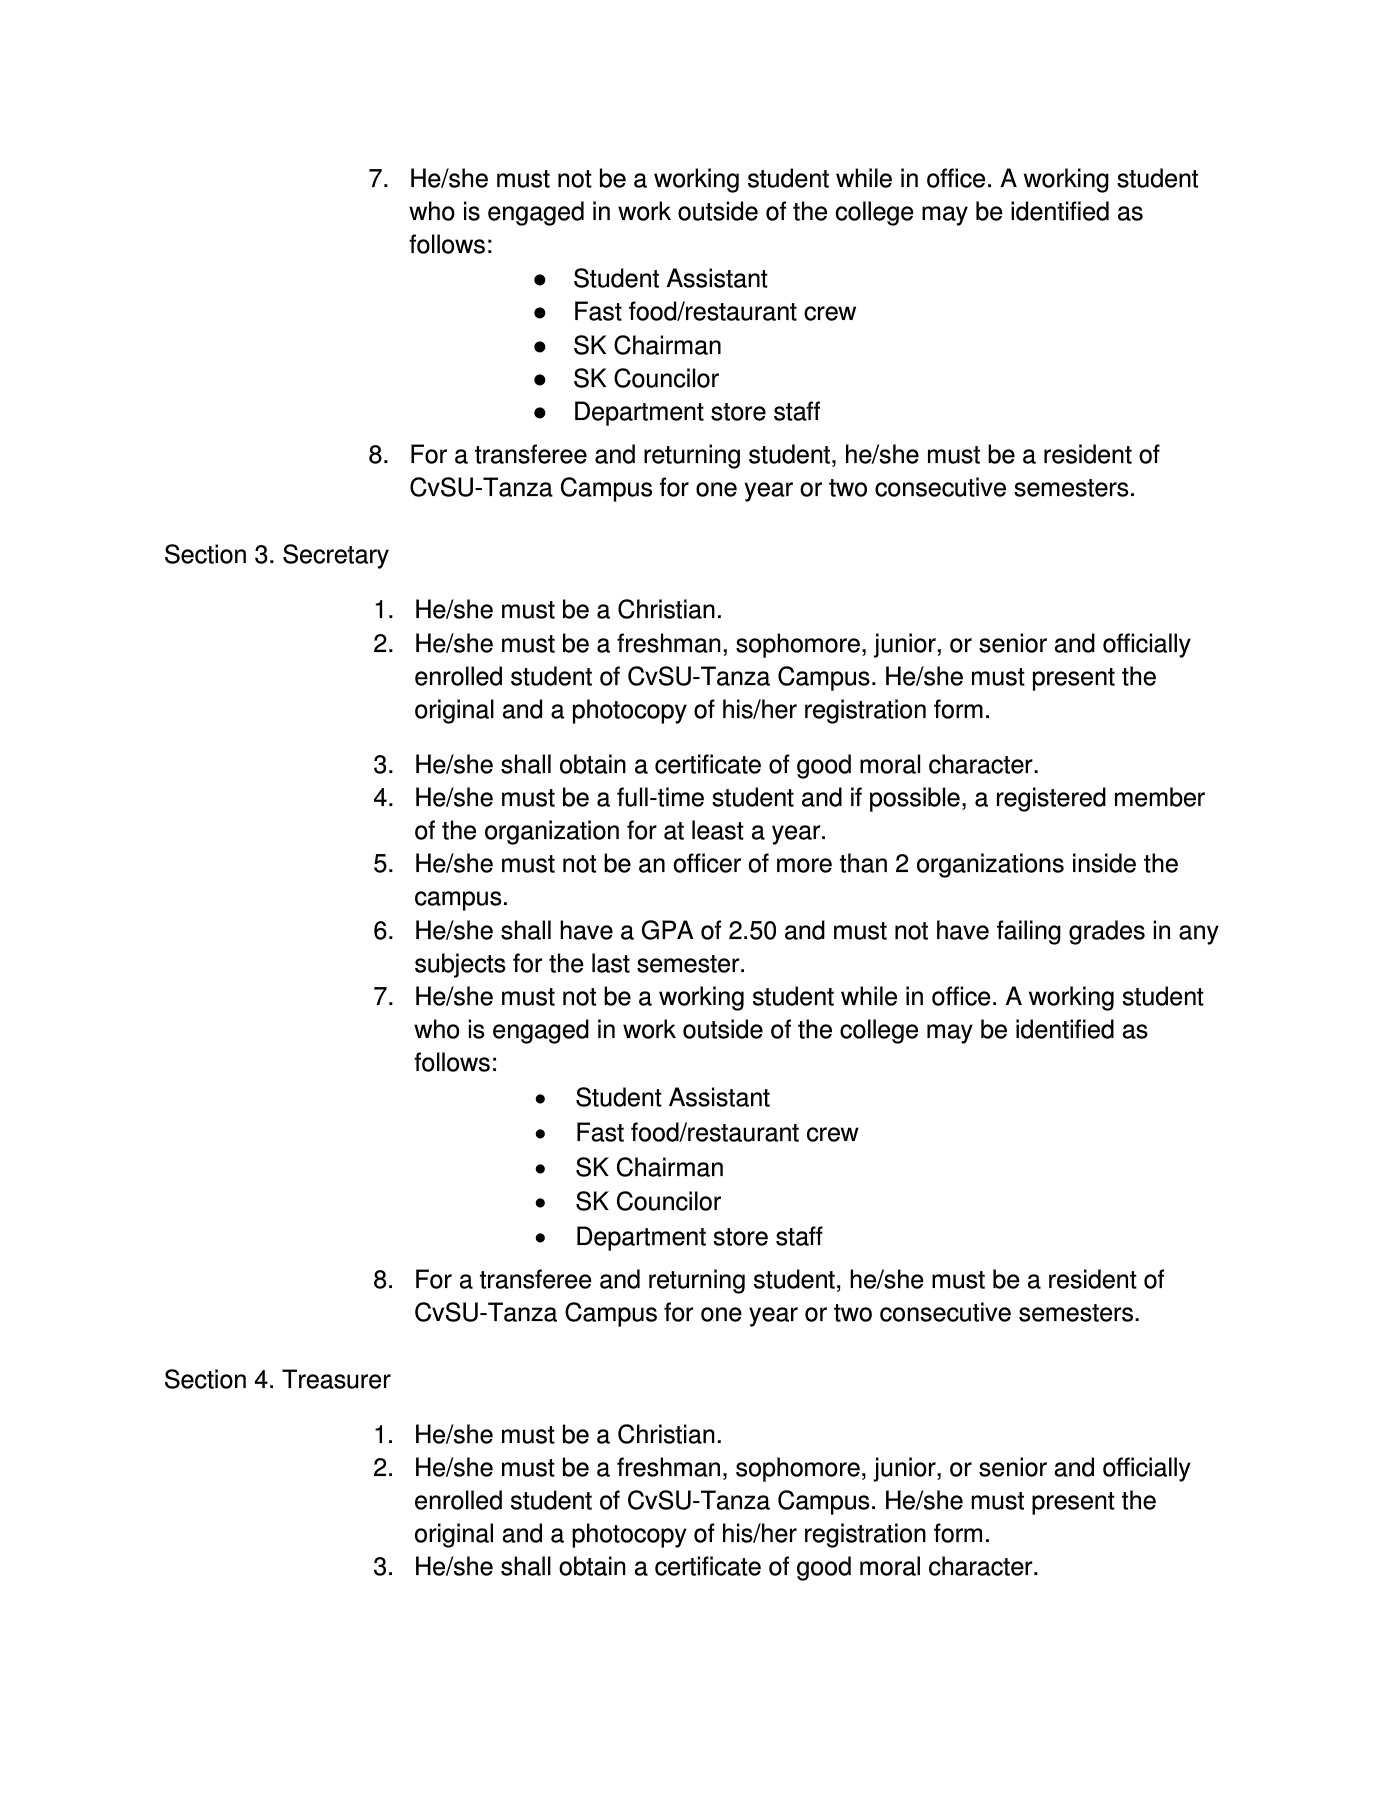 7. He/she must not be a working student while in office. A working student
who is engaged in work outside of the college may be identified as
follows:
● Student Assistant
● Fast food/restaurant crew
● SK Chairman
● SK Councilor
● Department store staff
8. For a transferee and returning student, he/she must be a resident of
CvSU-Tanza Campus for one year or two consecutive semesters.
Section 3. Secretary
1. He/she must be a Christian.
2. He/she must be a freshman, sophomore, junior, or senior and officially
enrolled student of CvSU-Tanza Campus. He/she must present the
original and a photocopy of his/her registration form.
3. He/she shall obtain a certificate of good moral character.
4. He/she must be a full-time student and if possible, a registered member
of the organization for at least a year.
5. He/she must not be an officer of more than 2 organizations inside the
campus.
6. He/she shall have a GPA of 2.50 and must not have failing grades in any
subjects for the last semester.
7. He/she must not be a working student while in office. A working student
who is engaged in work outside of the college may be identified as
follows:
• Student Assistant
• Fast food/restaurant crew
• SK Chairman
• SK Councilor
• Department store staff
8. For a transferee and returning student, he/she must be a resident of
CvSU-Tanza Campus for one year or two consecutive semesters.
Section 4. Treasurer
1. He/she must be a Christian.
2. He/she must be a freshman, sophomore, junior, or senior and officially
enrolled student of CvSU-Tanza Campus. He/she must present the
original and a photocopy of his/her registration form.
3. He/she shall obtain a certificate of good moral character.